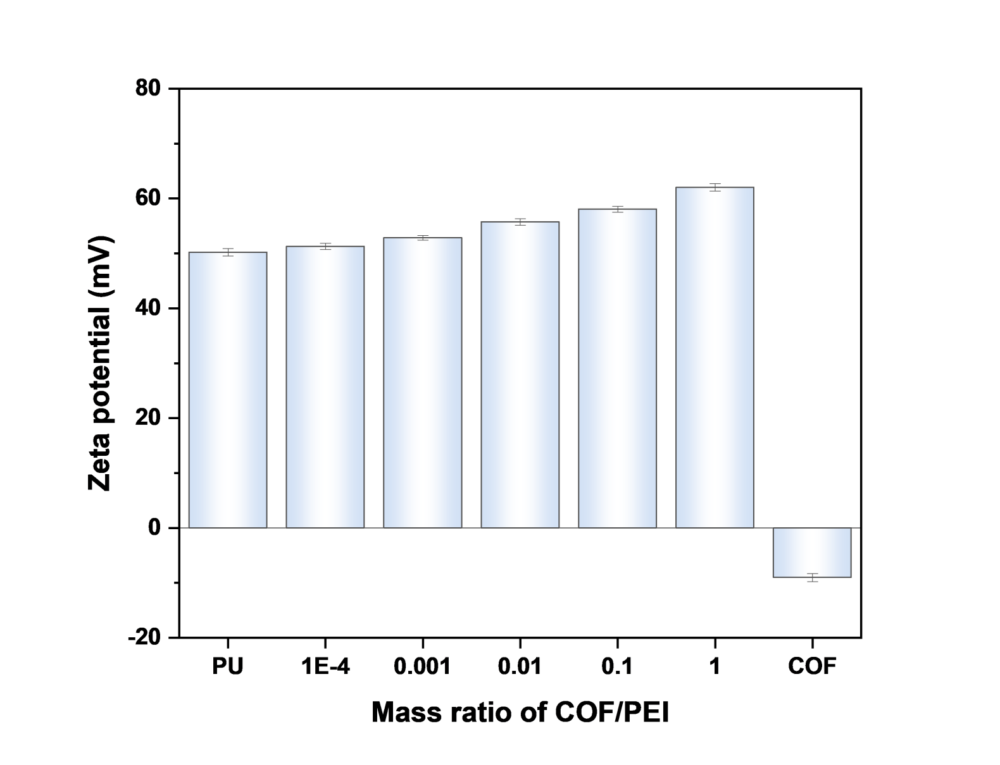 80
60
40
20
0
-20
Zeta potential (mV)
PU 1E-4 0.001 0.01 0.1 1 COF
Mass ratio of COF/PEI